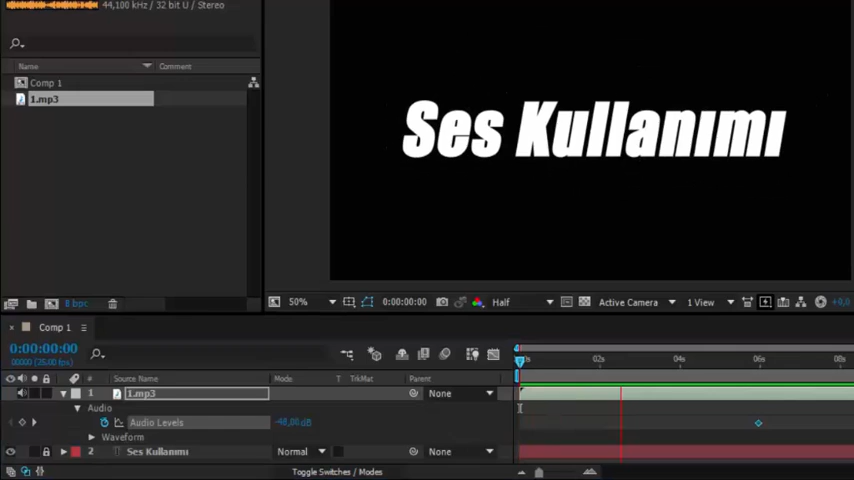 44,100 kHz / 32 bit U / Stereo
Name Comment
Comp 1
1.mp3
Ses Kullanımı
8 bpc
50% 0:00:00:00 Half Active Camera 1 View +0,0
Comp 1
0:00:00:00
00000 (25.00 fps)
02s 04s 06s 08s
# Source Name Mode T TrkMat Parent
1 1.mp3 None
Audio
Audio Levels -48,00 dB
Waveform
2 T Ses Kullanımı Normal None
Toggle Switches / Modes